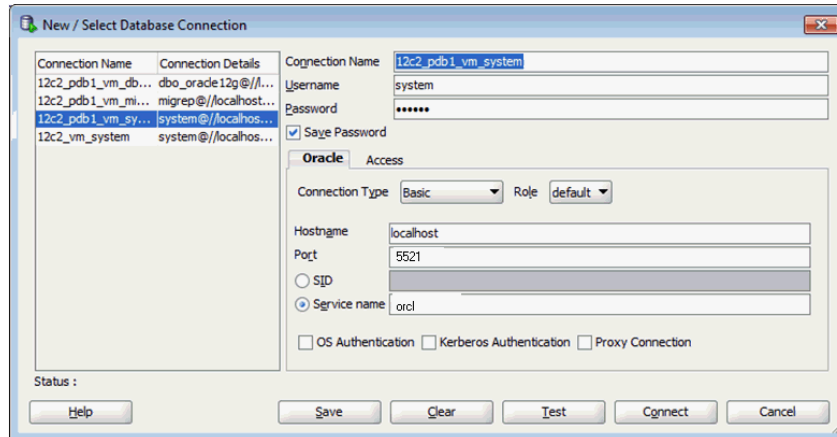 New / Select Database Connection
Connection Name Connection Details
12c2_pdb1_vm_db... dbo_oracle12g@//l...
12c2_pdb1_vm_mi... migrep@//localhost...
12c2_pdb1_vm_sy... system@//localhos...
12c2_vm_system system@//localhos...
Connection Name 12c2_pdb1_vm_system
Username system
Password ••••••
Save Password
Oracle Access
Connection Type Basic Role default
Hostname localhost
Port 5521
SID
Service name orcl
OS Authentication Kerberos Authentication Proxy Connection
Status :
Help Save Clear Test Connect Cancel